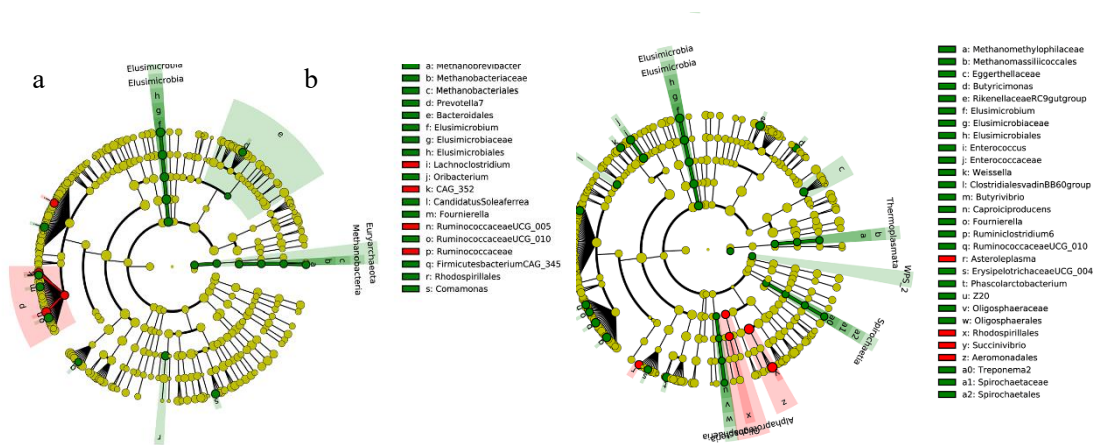 a
b
Elusimicrobia
Elusimicrobia
h
g
f
e
d
c
b
a
Euryarchaeota
Methanobacteria
p
r
s
a: Methanobrevibacter
b: Methanobacteriaceae
c: Methanobacteriales
d: Prevotella7
e: Bacteroidales
f: Elusimicrobium
g: Elusimicrobiaceae
h: Elusimicrobiales
i: Lachnoclostridium
j: Oribacterium
k: CAG_352
l: CandidatusSoleaferrea
m: Fournierella
n: RuminococcaceaeUCG_005
o: RuminococcaceaeUCG_010
p: Ruminococcaceae
q: FirmicutesbacteriumCAG_345
r: Rhodospirillales
s: Comamonas
Elusimicrobia
Elusimicrobia
h
g
f
c
b
a
Thermoplasmata
WPS_2
Spirochaetia
a0
a1
a2
z
x
w
v
u
a: Methanomethylophilaceae
b: Methanomassiliicoccales
c: Eggerthellaceae
d: Butyricimonas
e: RikenellaceaeRC9gutgroup
f: Elusimicrobium
g: Elusimicrobiaceae
h: Elusimicrobiales
i: Enterococcus
j: Enterococcaceae
k: Weissella
l: ClostridialesvadinBB60group
m: Butyrivibrio
n: Caproiciproducens
o: Fournierella
p: Ruminiclostridium6
q: RuminococcaceaeUCG_010
r: Asteroleplasma
s: ErysipelotrichaceaeUCG_004
t: Phascolarctobacterium
u: Z20
v: Oligosphaeraceae
w: Oligosphaerales
x: Rhodospirillales
y: Succinivibrio
z: Aeromonadales
a0: Treponema2
a1: Spirochaetaceae
a2: Spirochaetales